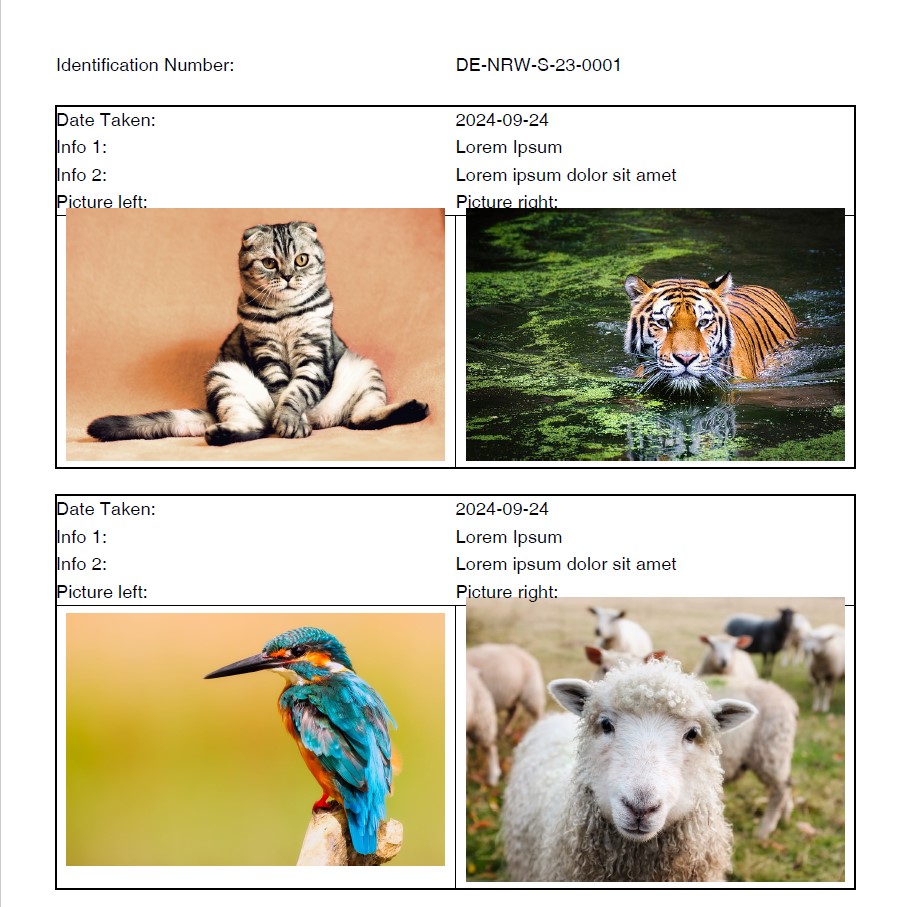 Identification Number: DE-NRW-S-23-0001
Date Taken: 2024-09-24
Info 1: Lorem Ipsum
Info 2: Lorem ipsum dolor sit amet
Picture left: Picture right:
Date Taken: 2024-09-24
Info 1: Lorem Ipsum
Info 2: Lorem ipsum dolor sit amet
Picture left: Picture right: